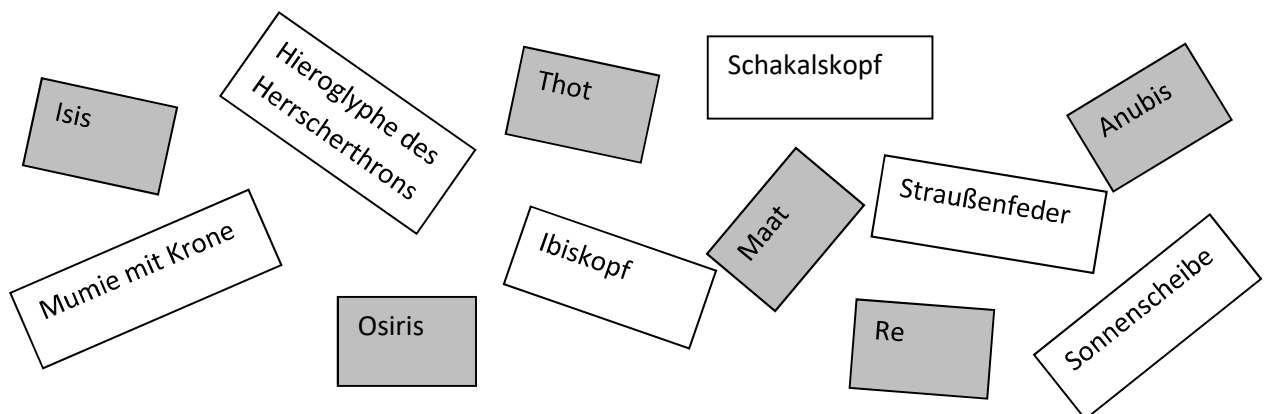 Isis
Hieroglyphe des
Herrscherthrons
Thot
Schakalskopf
Anubis
Mumie mit Krone
Osiris
Ibiskopf
Maat
Straußenfeder
Re
Sonnenscheibe